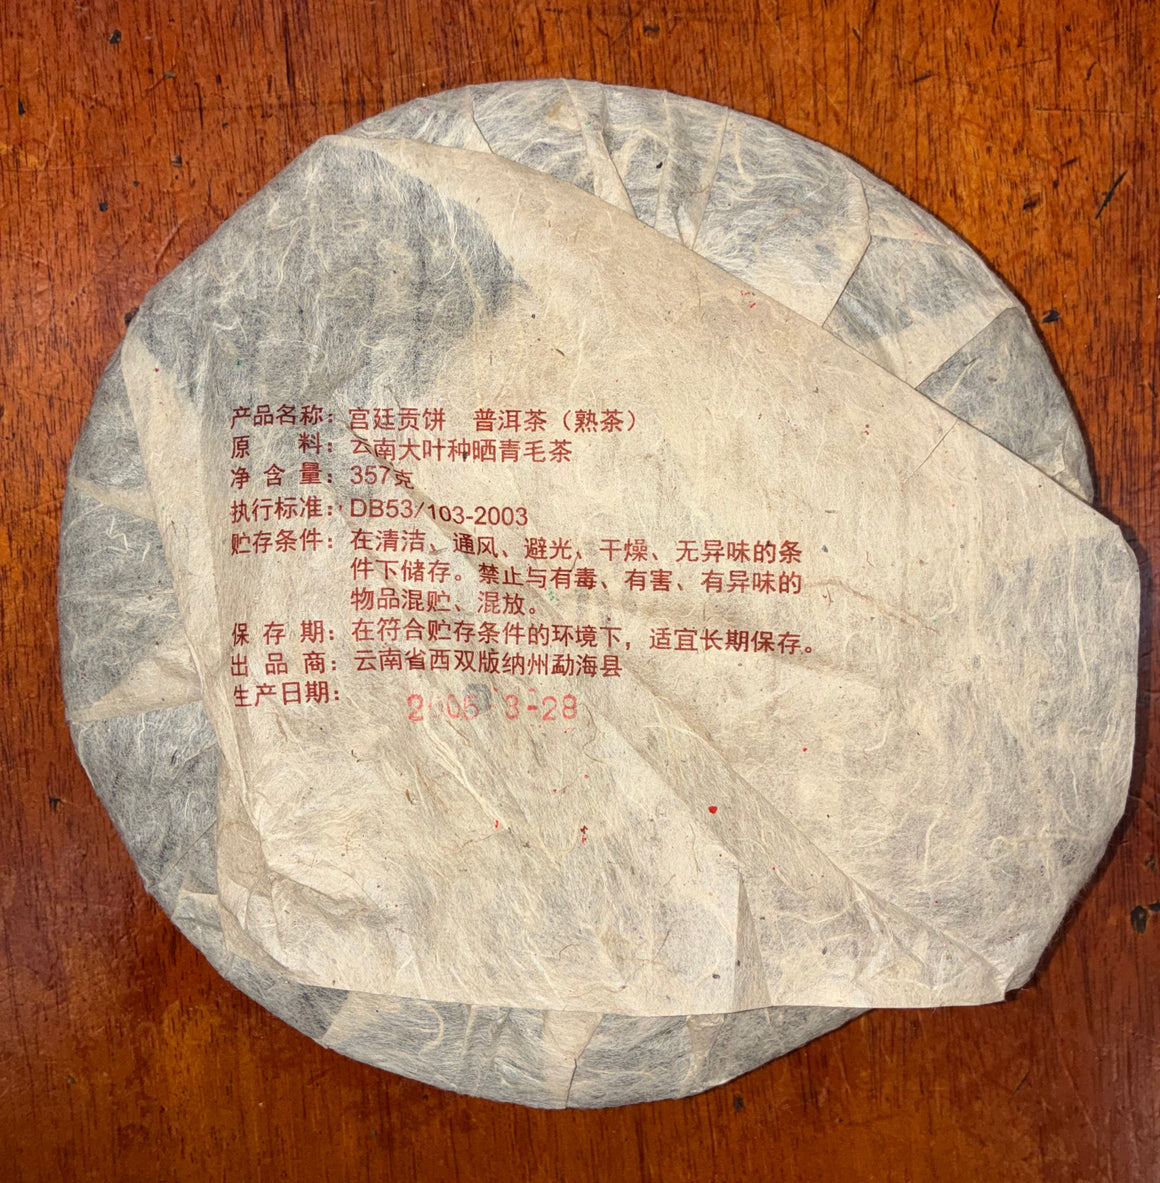 产品名称：宫廷贡饼　普洱茶（熟茶）
原　　料：云南大叶种晒青毛茶
净 含 量：357克
执行标准：DB53/103-2003
贮存条件：在清洁、通风、避光、干燥、无异味的条
件下储存。禁止与有毒、有害、有异味的
物品混贮、混放。
保 存 期：在符合贮存条件的环境下，适宜长期保存。
出 品 商：云南省西双版纳州勐海县
生产日期：
2005 3-28